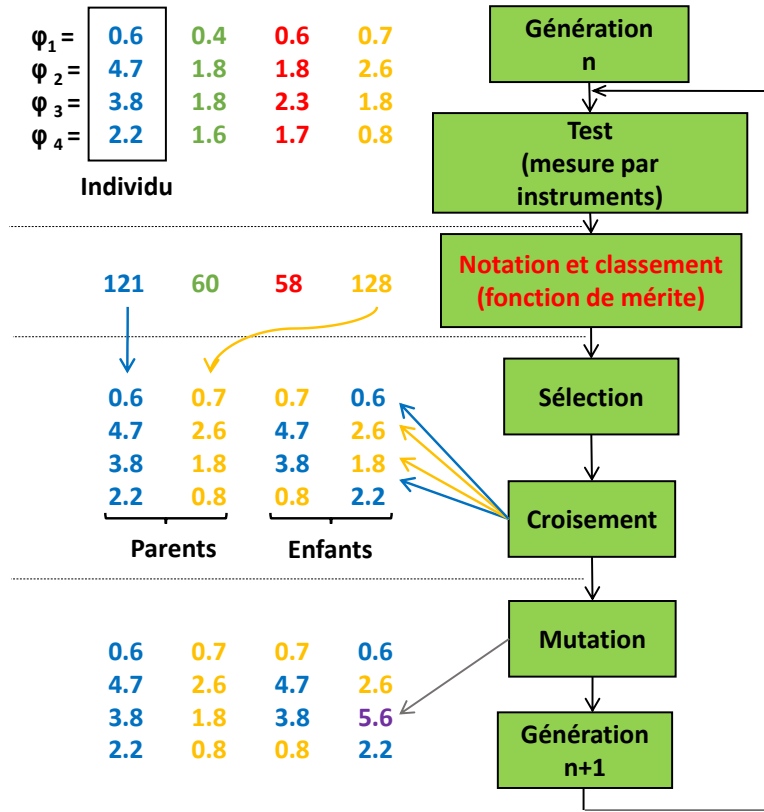 φ1 = 0.6 0.4 0.6 0.7
φ2 = 4.7 1.8 1.8 2.6
φ3 = 3.8 1.8 2.3 1.8
φ4 = 2.2 1.6 1.7 0.8
Individu
Génération
n
Test
(mesure par
instruments)
121 60 58 128
Notation et classement
(fonction de mérite)
0.6 0.7 0.7 0.6
4.7 2.6 4.7 2.6
3.8 1.8 3.8 1.8
2.2 0.8 0.8 2.2
Parents Enfants
Sélection
Croisement
0.6 0.7 0.7 0.6
4.7 2.6 4.7 2.6
3.8 1.8 3.8 5.6
2.2 0.8 0.8 2.2
Mutation
Génération
n+1